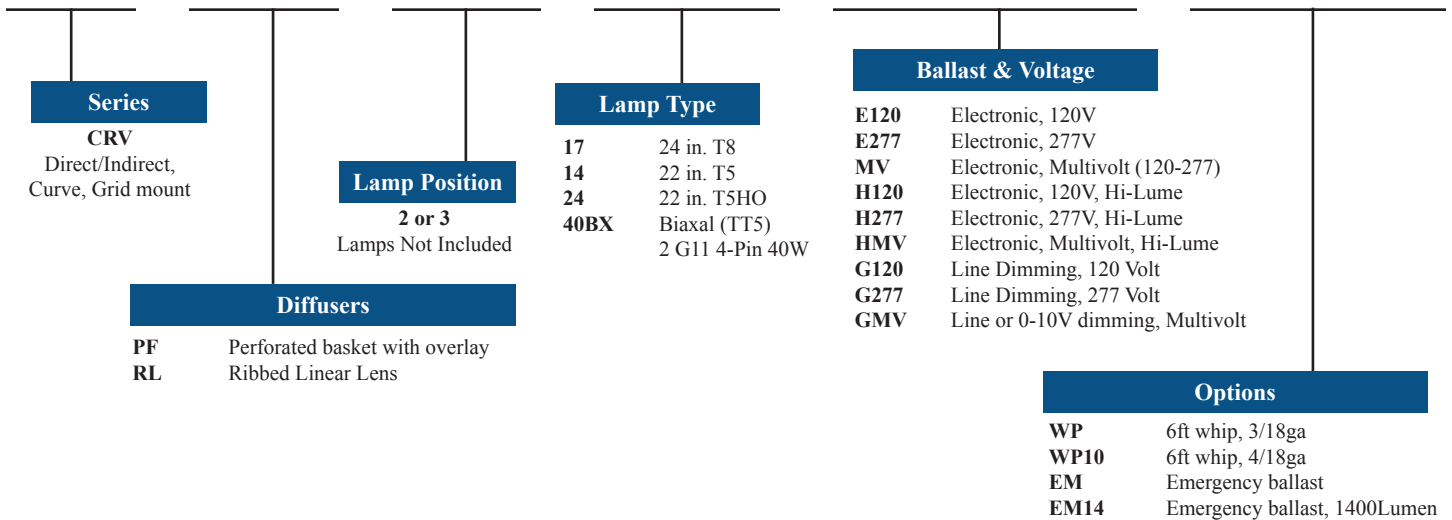 Series
CRV
Direct/Indirect,
Curve, Grid mount
Diffusers
PF Perforated basket with overlay
RL Ribbed Linear Lens
Lamp Position
2 or 3
Lamps Not Included
Lamp Type
17 24 in. T8
14 22 in. T5
24 22 in. T5HO
40BX Biaxal (TT5)
2 G11 4-Pin 40W
Ballast & Voltage
E120 Electronic, 120V
E277 Electronic, 277V
MV Electronic, Multivolt (120-277)
H120 Electronic, 120V, Hi-Lume
H277 Electronic, 277V, Hi-Lume
HMV Electronic, Multivolt, Hi-Lume
G120 Line Dimming, 120 Volt
G277 Line Dimming, 277 Volt
GMV Line or 0-10V dimming, Multivolt
Options
WP 6ft whip, 3/18ga
WP10 6ft whip, 4/18ga
EM Emergency ballast
EM14 Emergency ballast, 1400Lumen